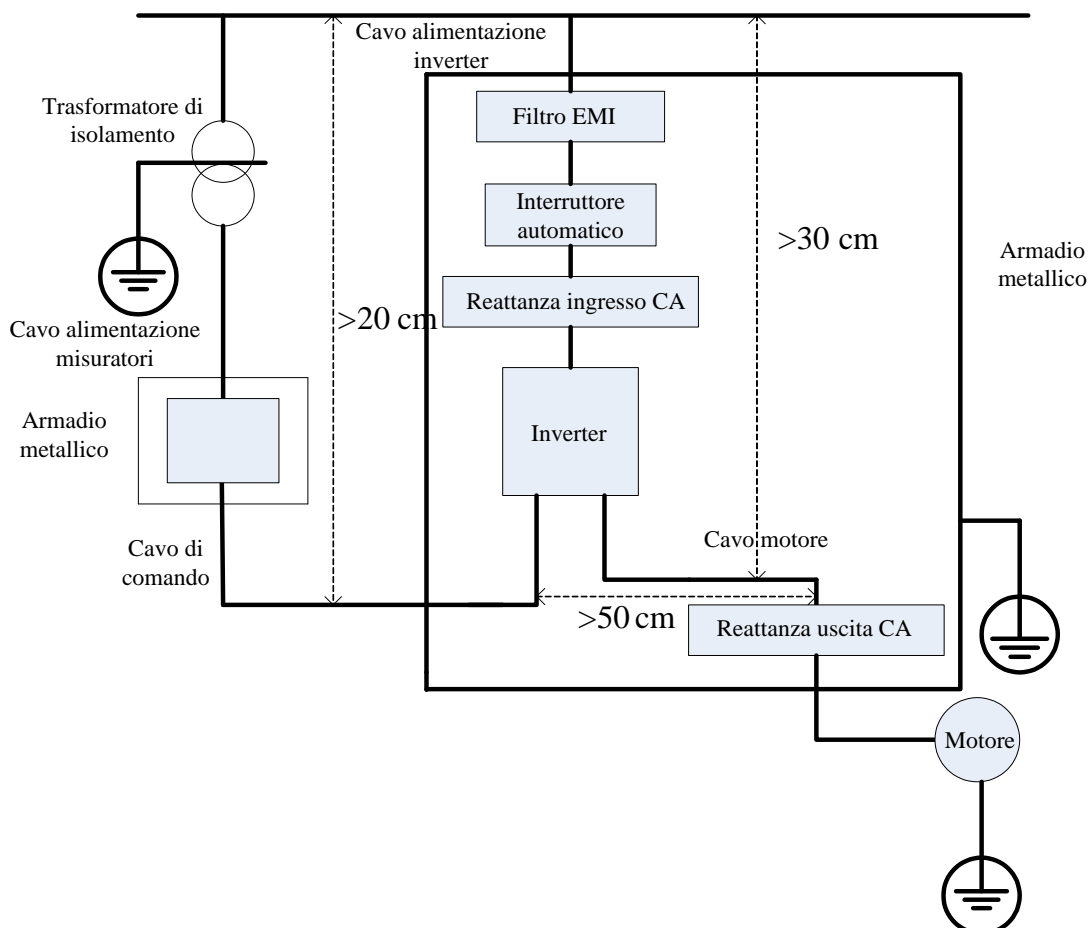 Cavo alimentazione
inverter
Trasformatore di
isolamento
Filtro EMI
Interruttore
automatico
>30 cm
Armadio
metallico
Reattanza ingresso CA
>20 cm
Cavo alimentazione
misuratori
Armadio
metallico
Inverter
Cavo di
comando
Cavo motore
>50 cm
Reattanza uscita CA
Motore